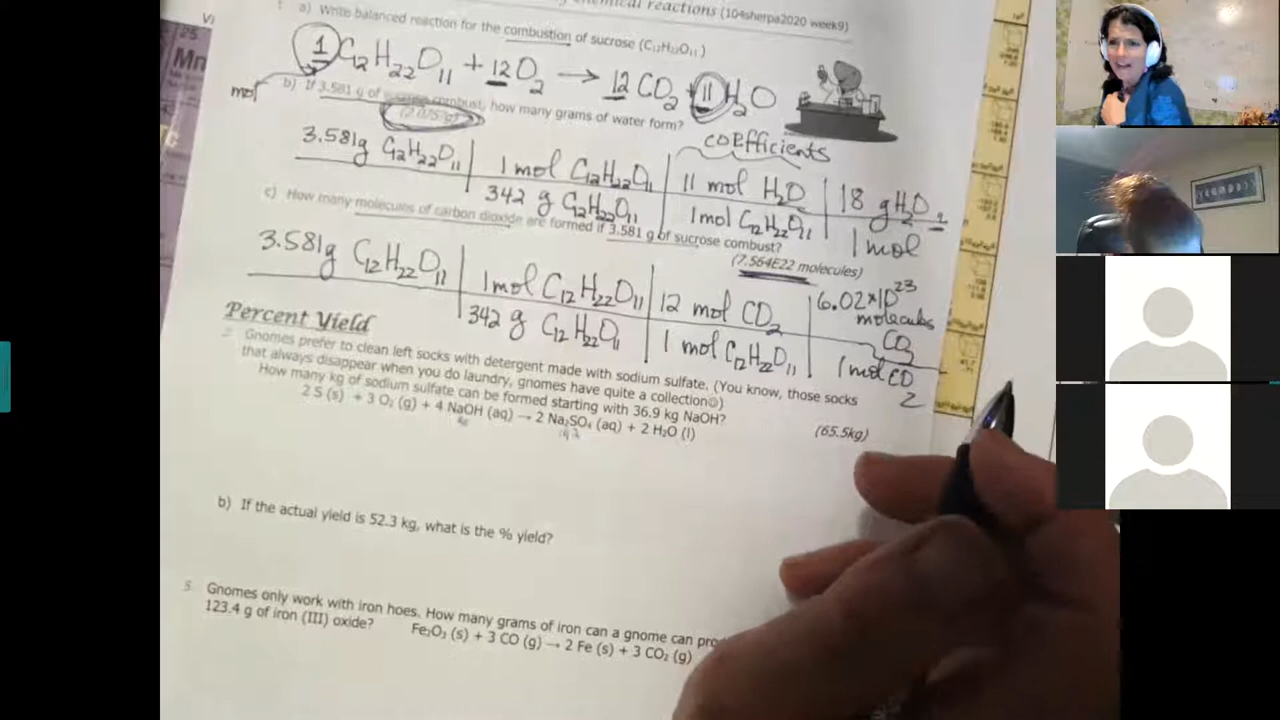 chemical reactions (104sherpa2020 week9)
a) Write balanced reaction for the combustion of sucrose (C₁₂H₂₂O₁₁)
1 C₁₂H₂₂O₁₁ + 12 O₂ → 12 CO₂ + 11 H₂O
mol
b) If 3.581 g of sucrose combust, how many grams of water form?
(2.075 g)
coefficients
3.581g C₁₂H₂₂O₁₁ | 1 mol C₁₂H₂₂O₁₁ | 11 mol H₂O | 18 g H₂O
342 g C₁₂H₂₂O₁₁ | 1 mol C₁₂H₂₂O₁₁ | 1 mol
c) How many molecules of carbon dioxide are formed if 3.581 g of sucrose combust?
(7.564E22 molecules)
3.581g C₁₂H₂₂O₁₁ | 1 mol C₁₂H₂₂O₁₁ | 12 mol CO₂ | 6.02×10²³ molecules CO₂
342 g C₁₂H₂₂O₁₁ | 1 mol C₁₂H₂₂O₁₁ | 1 mol CO₂
Percent Yield
2. Gnomes prefer to clean left socks with detergent made with sodium sulfate. (You know, those socks
that always disappear when you do laundry, gnomes have quite a collection☺)
How many kg of sodium sulfate can be formed starting with 36.9 kg NaOH?
2 S (s) + 3 O₂ (g) + 4 NaOH (aq) → 2 Na₂SO₄ (aq) + 2 H₂O (l)
(65.5kg)
b) If the actual yield is 52.3 kg, what is the % yield?
3. Gnomes only work with iron hoes. How many grams of iron can a gnome can
123.4 g of iron (III) oxide?
Fe₂O₃ (s) + 3 CO (g) → 2 Fe (s) + 3 CO₂ (g)
25
Mn